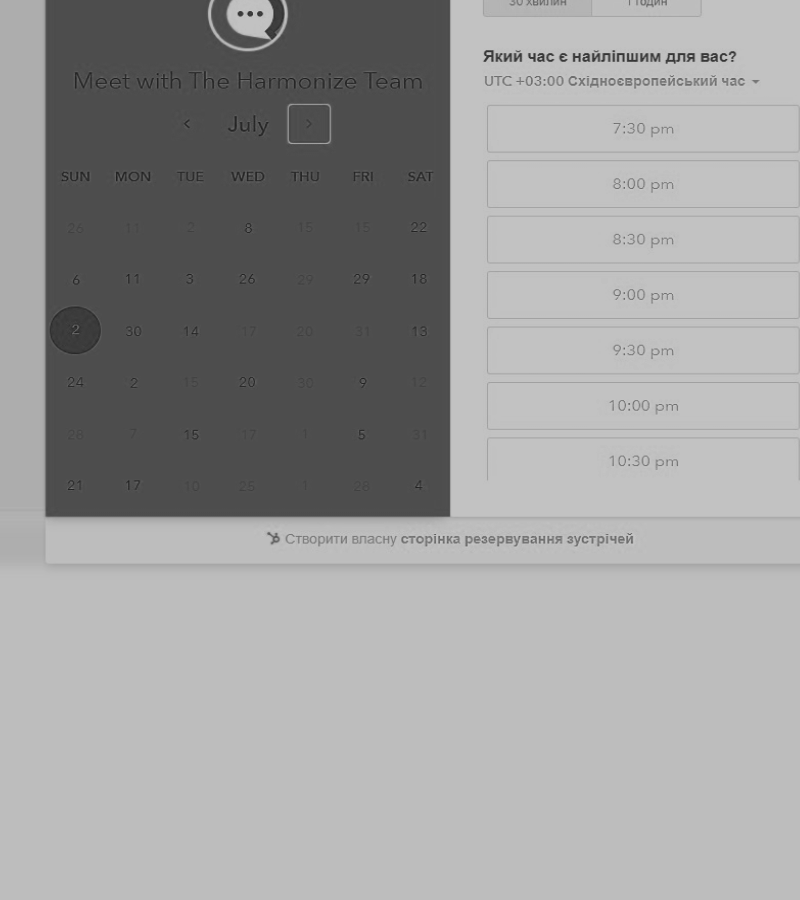 30 хвилин 1 годин
Meet with The Harmonize Team
July
SUN MON TUE WED THU FRI SAT
26 11 2 8 15 15 22
6 11 3 26 29 29 18
2 30 14 17 20 31 13
24 2 15 20 30 9 12
28 7 15 17 1 5 31
21 17 10 25 1 28 4
Який час є найліпшим для вас?
UTC +03:00 Східноєвропейський час
7:30 pm
8:00 pm
8:30 pm
9:00 pm
9:30 pm
10:00 pm
10:30 pm
Створити власну сторінка резервування зустрічей